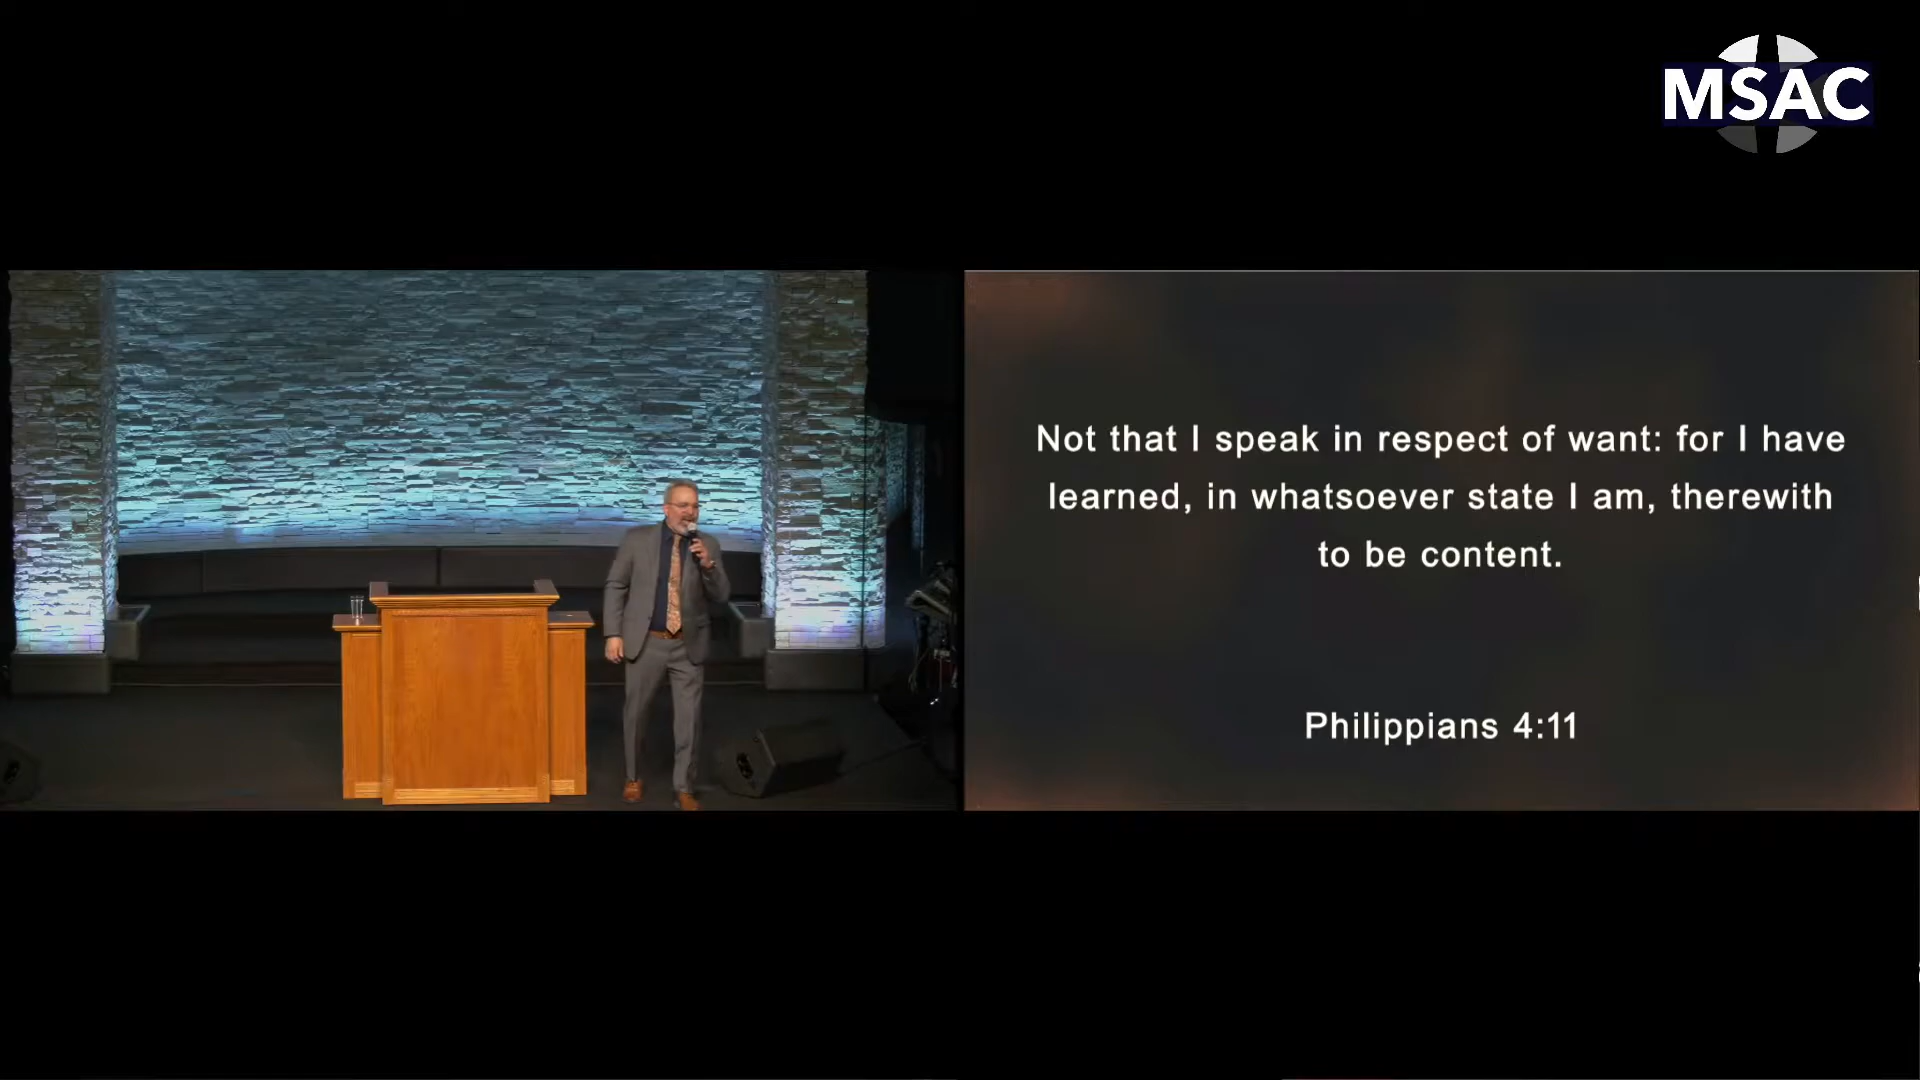 MSAC
Not that I speak in respect of want: for I have
learned, in whatsoever state I am, therewith
to be content.
Philippians 4:11